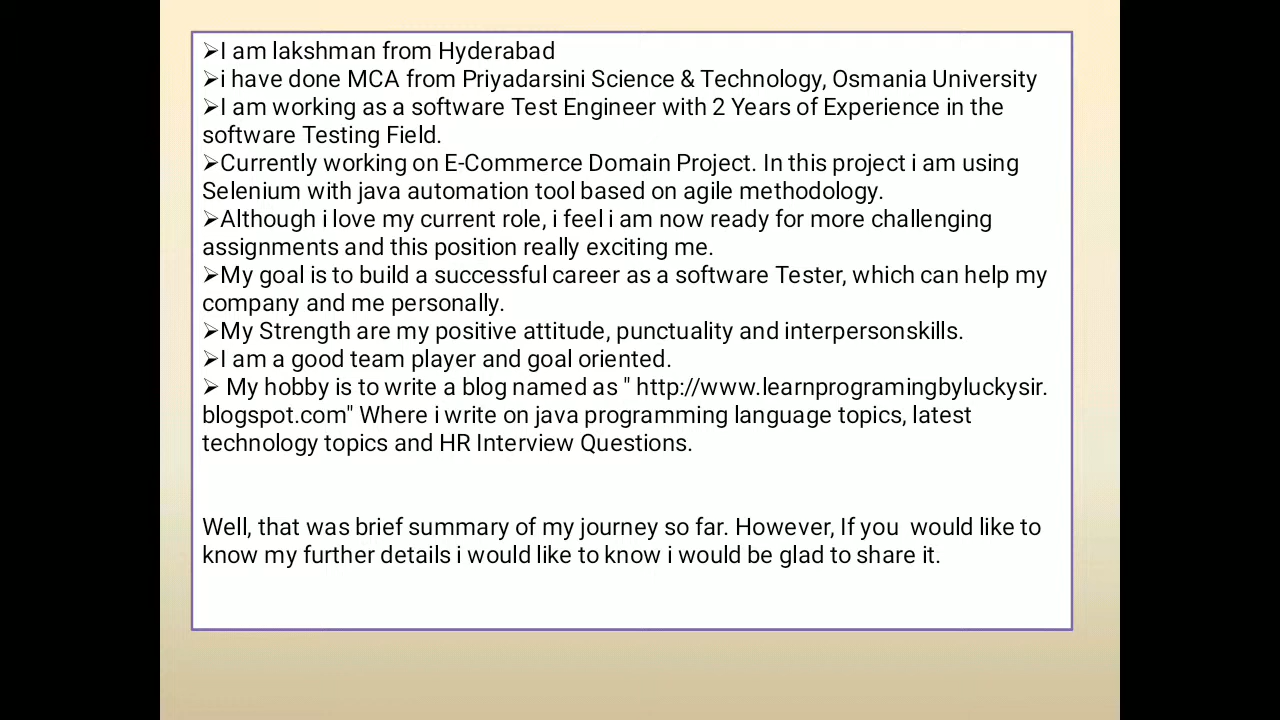 ➢I am lakshman from Hyderabad
➢i have done MCA from Priyadarsini Science & Technology, Osmania University
➢I am working as a software Test Engineer with 2 Years of Experience in the
software Testing Field.
➢Currently working on E-Commerce Domain Project. In this project i am using
Selenium with java automation tool based on agile methodology.
➢Although i love my current role, i feel i am now ready for more challenging
assignments and this position really exciting me.
➢My goal is to build a successful career as a software Tester, which can help my
company and me personally.
➢My Strength are my positive attitude, punctuality and interpersonskills.
➢I am a good team player and goal oriented.
➢ My hobby is to write a blog named as " http://www.learnprogramingbyluckysir.
blogspot.com" Where i write on java programming language topics, latest
technology topics and HR Interview Questions.
Well, that was brief summary of my journey so far. However, If you  would like to
know my further details i would like to know i would be glad to share it.